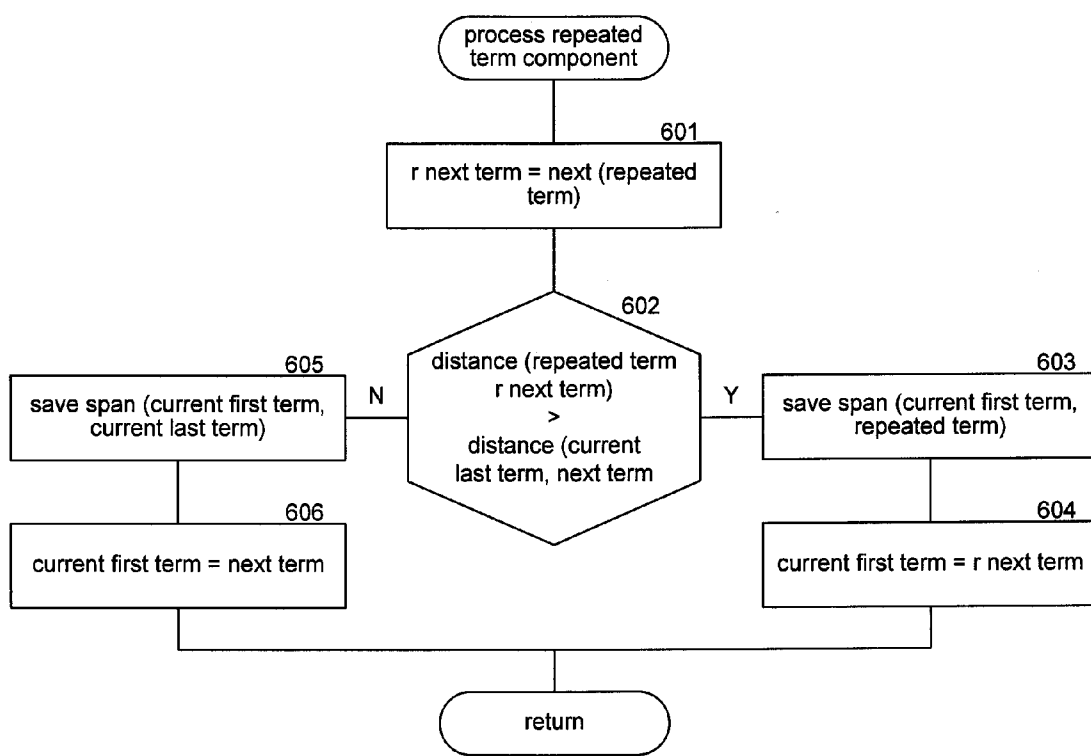 process repeated
term component
601
r next term = next (repeated
term)
602
distance (repeated term
r next term)
>
distance (current
last term, next term
N
Y
605
save span (current first term,
current last term)
603
save span (current first term,
repeated term)
606
current first term = next term
604
current first term = r next term
return